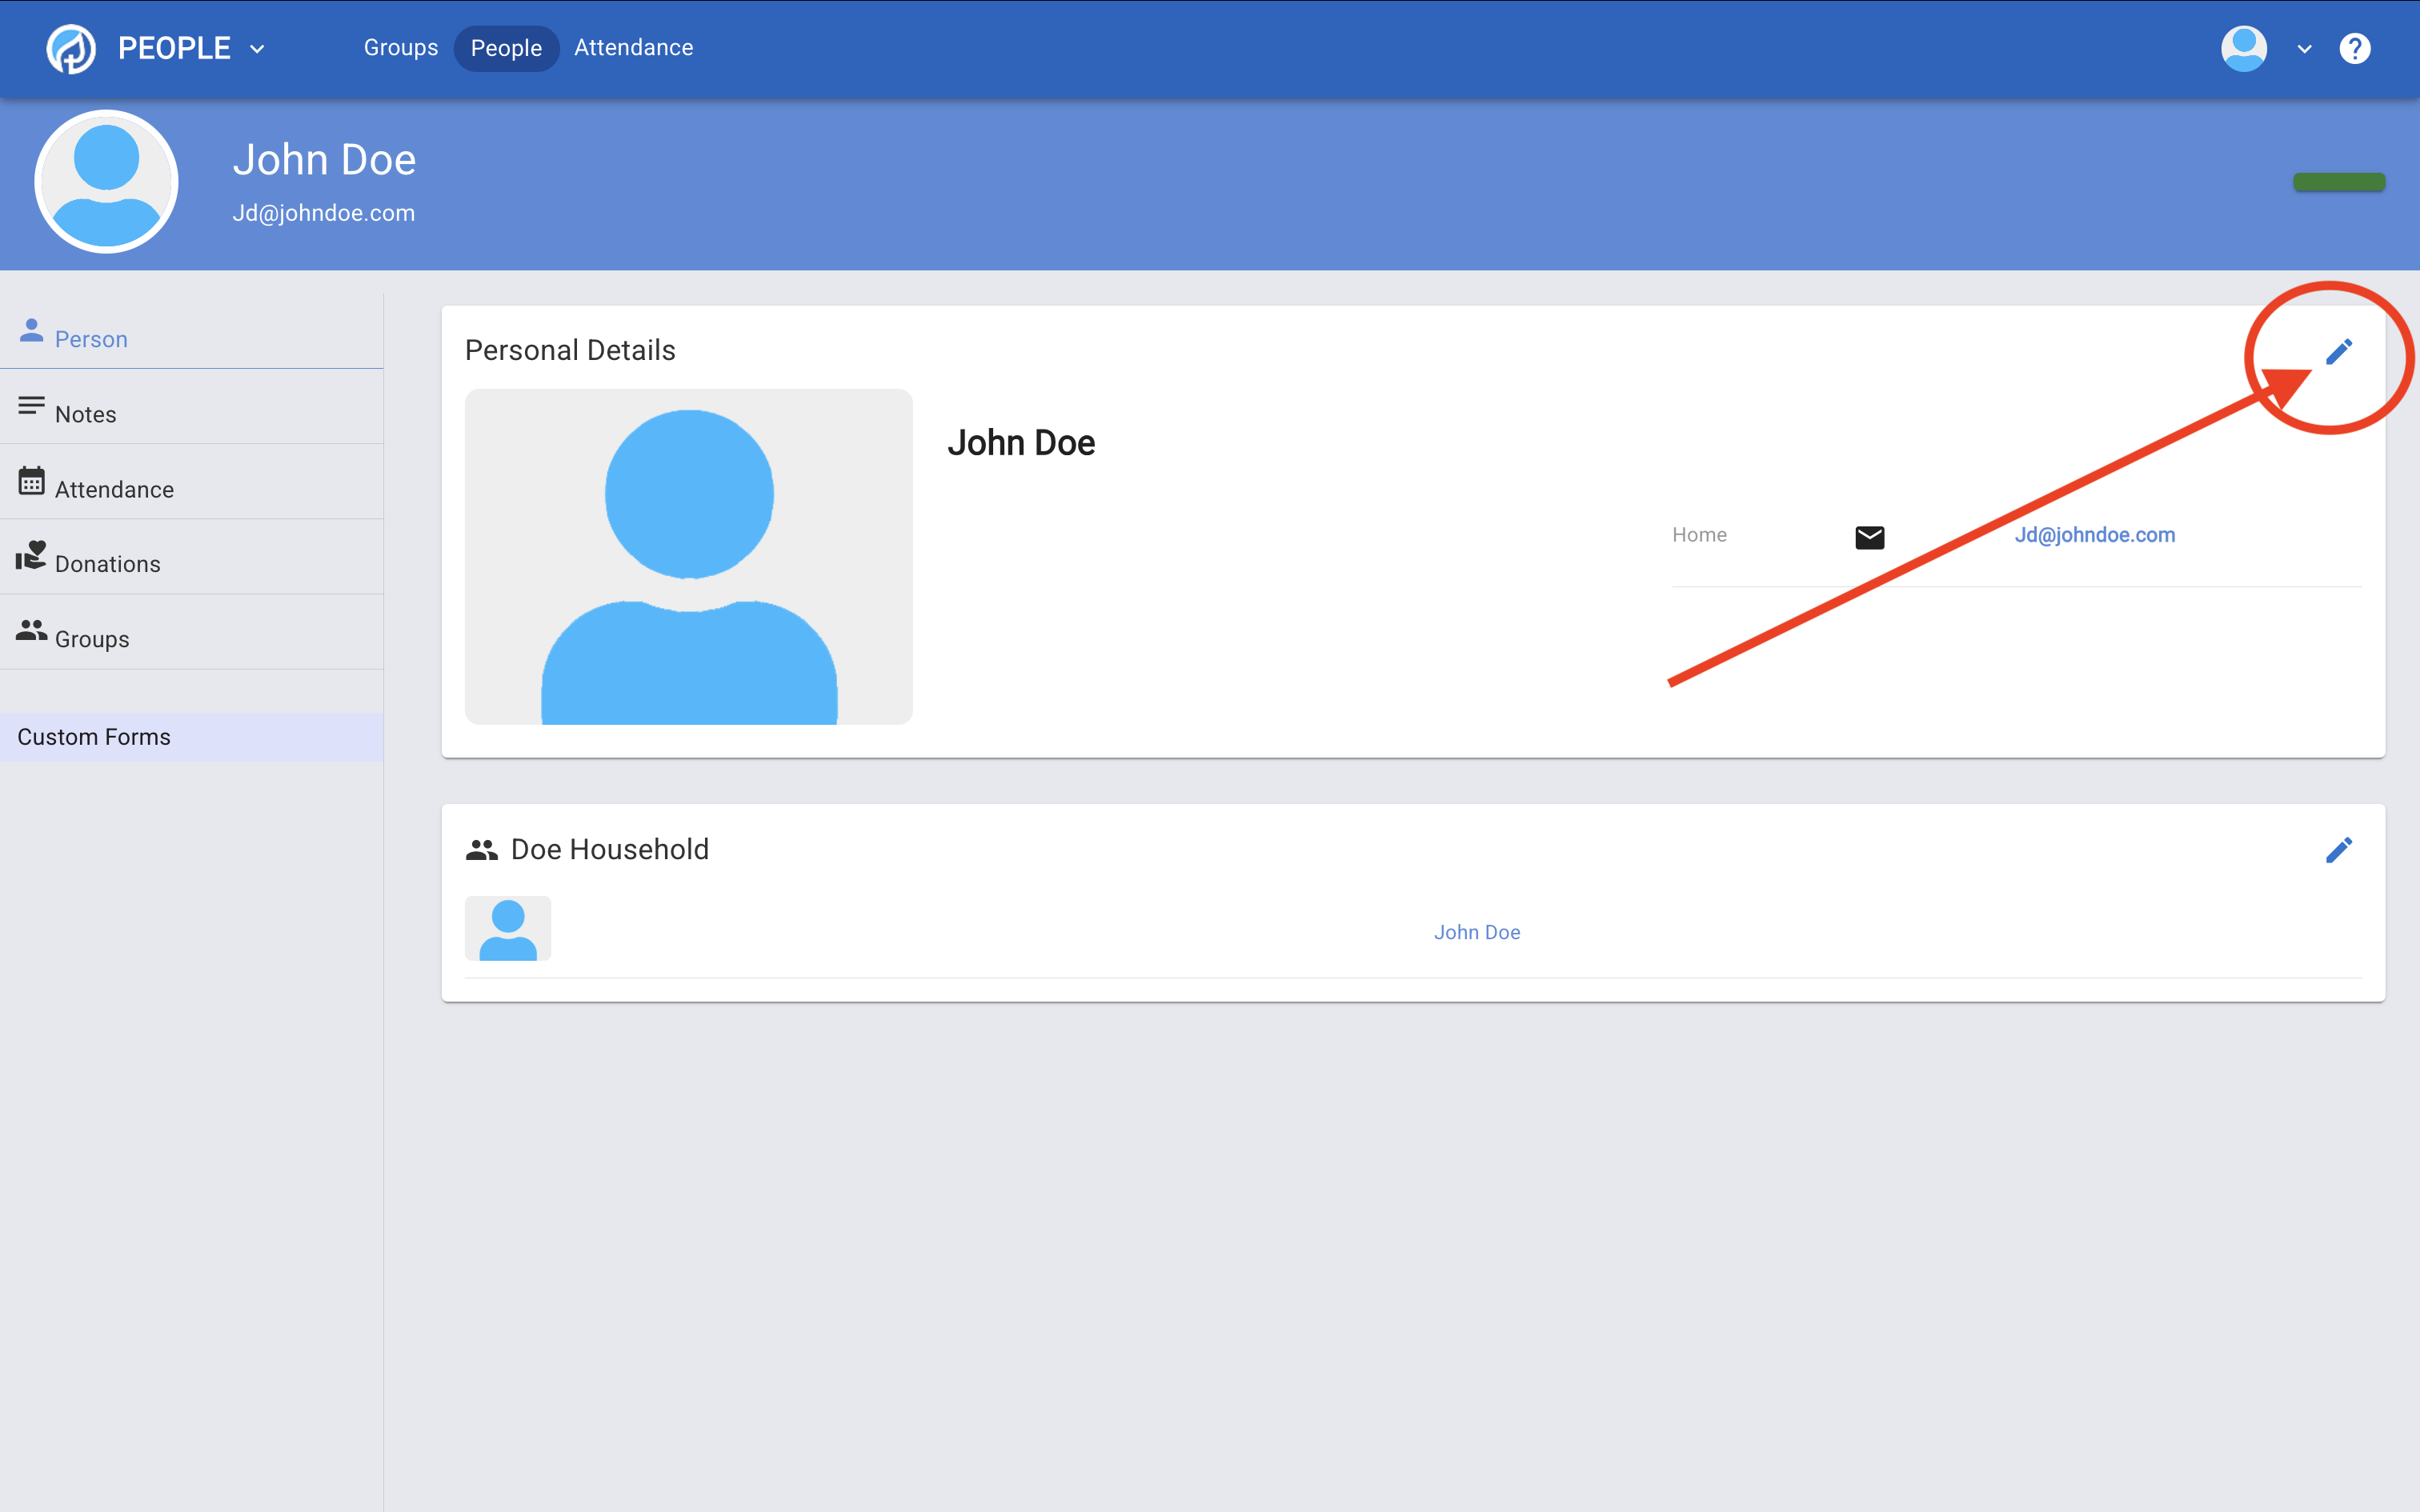 PEOPLE
Groups People Attendance
?
John Doe
Jd@johndoe.com
Person
Notes
Attendance
Donations
Groups
Custom Forms
Personal Details
John Doe
Home Jd@johndoe.com
Doe Household
John Doe